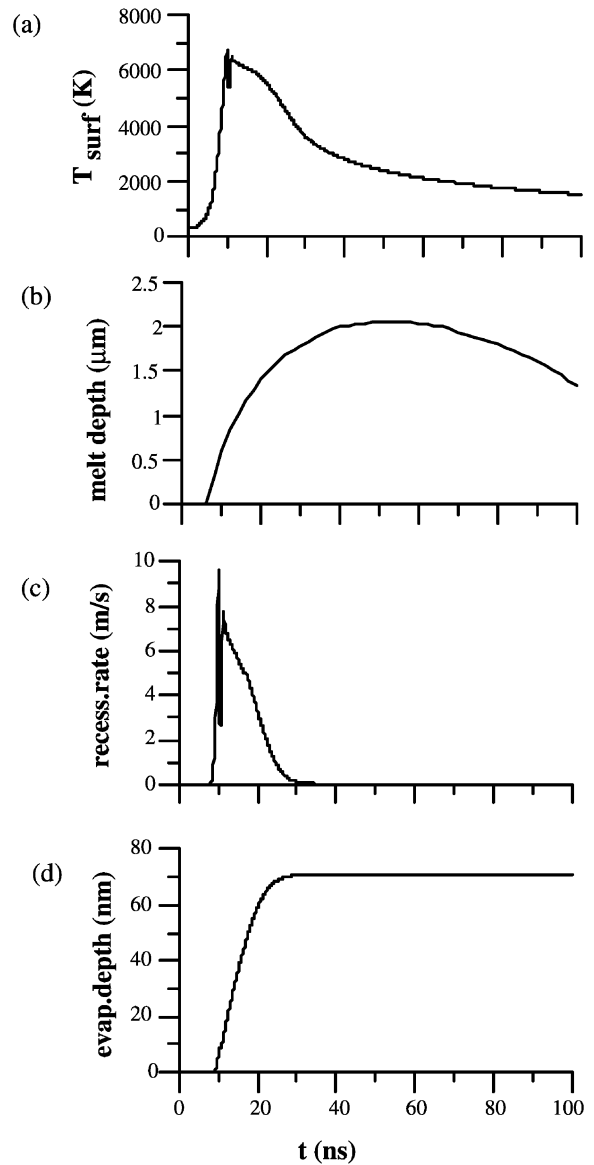 (a)
T surf (K)
8000
6000
4000
2000
0
(b)
melt depth (μm)
2.5
2
1.5
1
0.5
0
(c)
recess.rate (m/s)
10
8
6
4
2
0
(d)
evap.depth (nm)
80
60
40
20
0
0 20 40 60 80 100
t (ns)